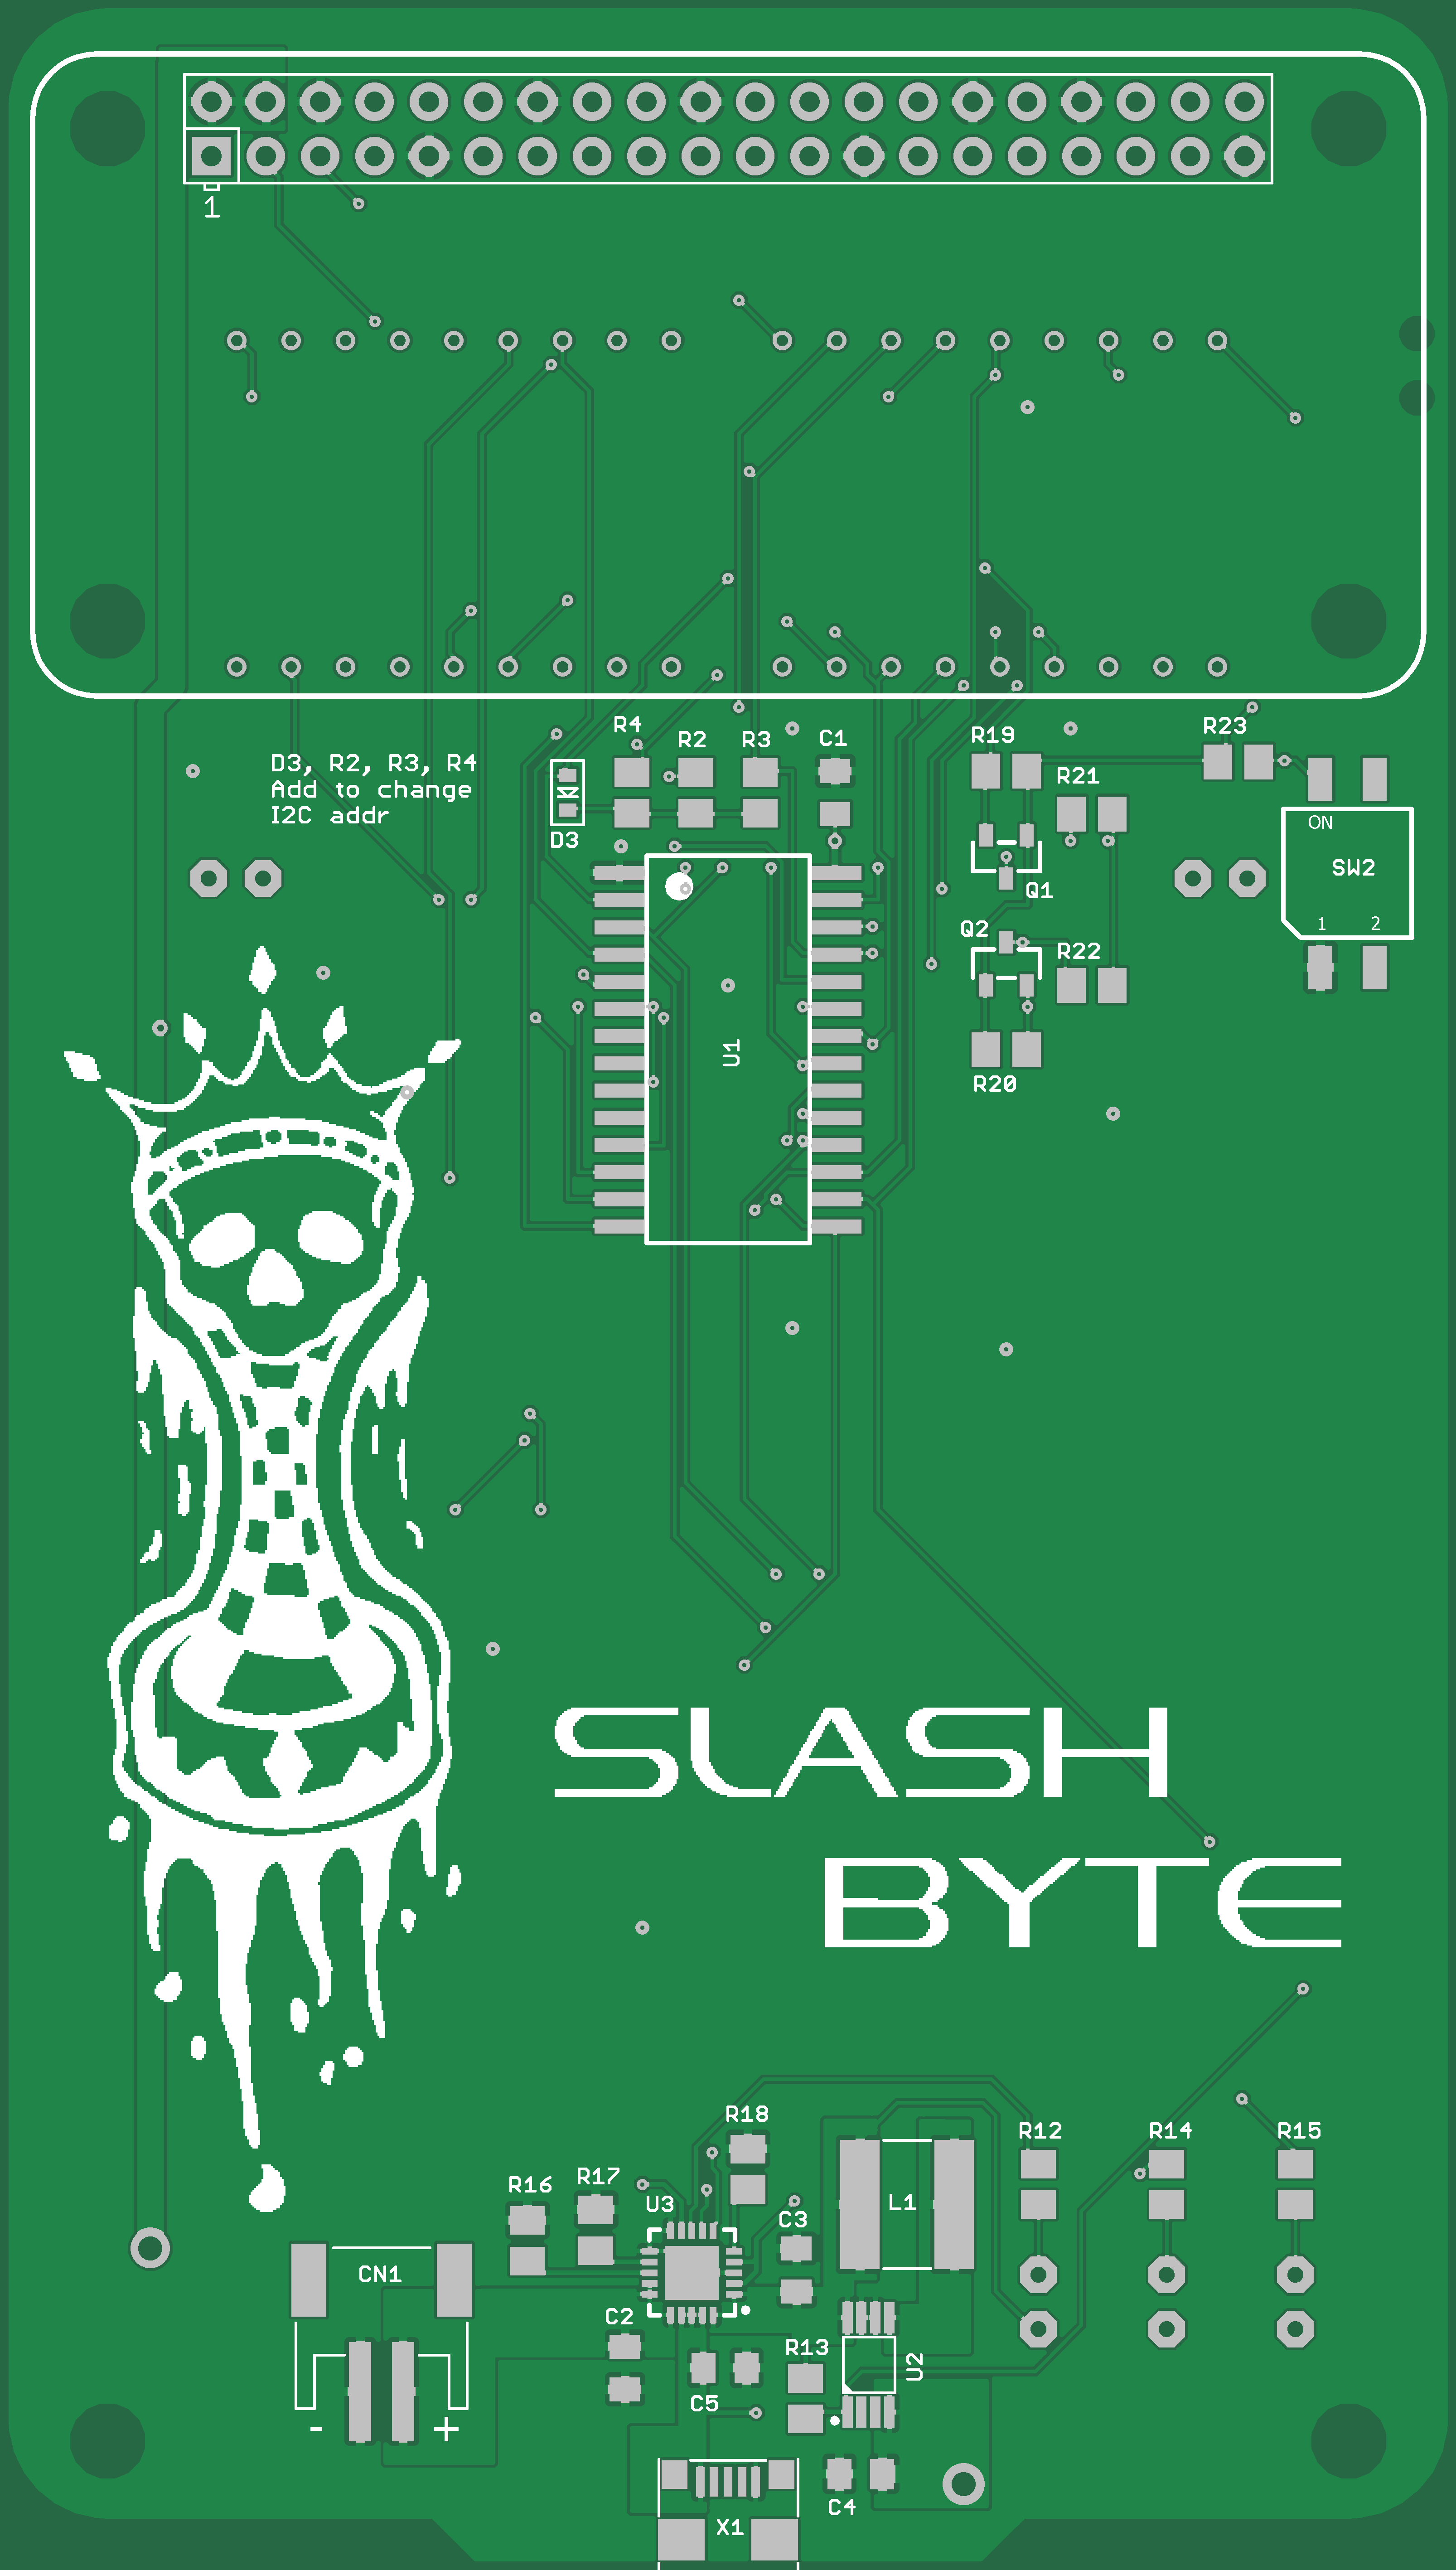 1
R4
R2
R3
C1
R19
R23
D3, R2, R3, R4
Add to change
I2C addr
R21
ON
D3
SW2
Q1
1 2
Q2
R22
U1
R20
SLASH
BYTE
R18
R12
R14
R15
R16
R17
U3
L1
C3
CN1
C2
R13
U2
C5
- +
C4
X1